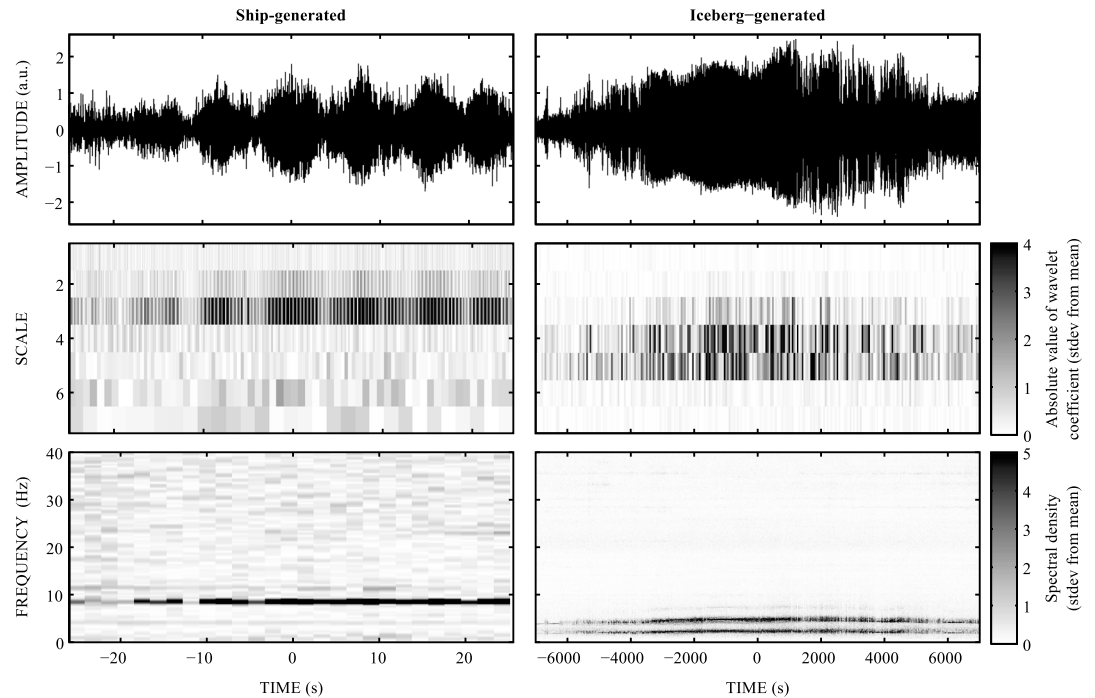 Ship-generated
Iceberg−generated
AMPLITUDE (a.u.)
2
1
0
−1
−2
SCALE
2
4
6
4
3
2
1
0
Absolute value of wavelet
coefficient (stdev from mean)
FREQUENCY (Hz)
40
30
20
10
0
5
4
3
2
1
0
Spectral density
(stdev from mean)
−20 −10 0 10 20
−6000 −4000 −2000 0 2000 4000 6000
TIME (s)
TIME (s)